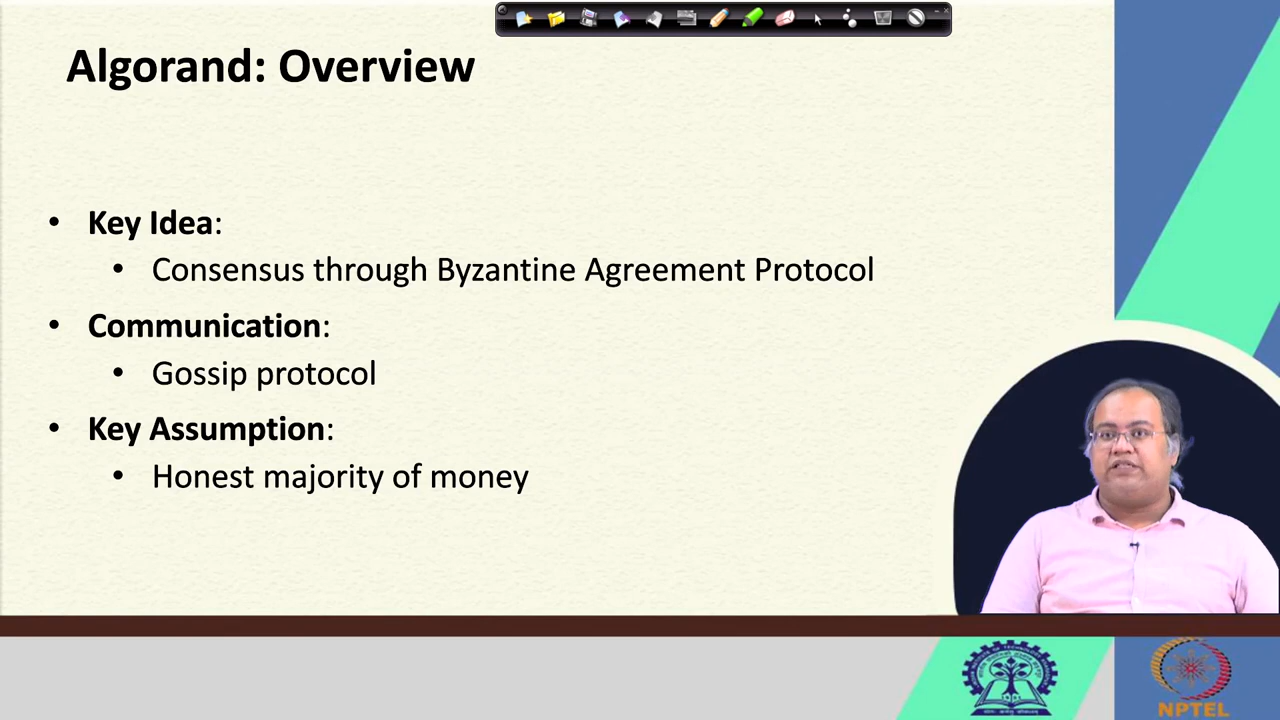 Algorand: Overview
• Key Idea:
• Consensus through Byzantine Agreement Protocol
• Communication:
• Gossip protocol
• Key Assumption:
• Honest majority of money
NPTEL